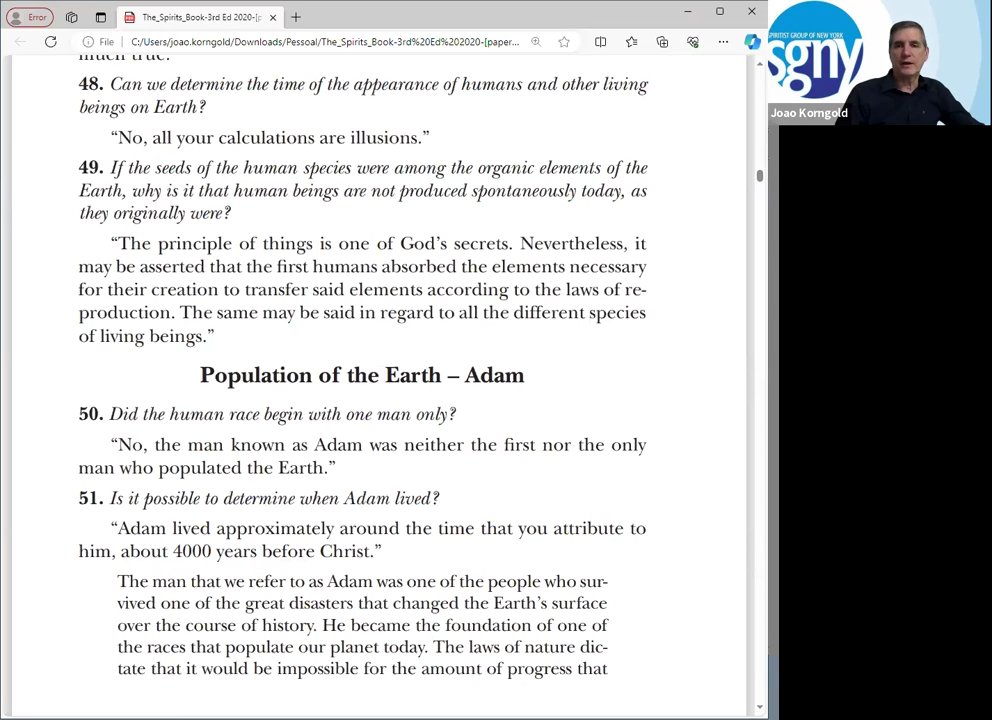 Error
The_Spirits_Book-3rd Ed 2020-[p
File
C:/Users/joao.korngold/Downloads/Pessoal/The_Spirits_Book-3rd%20Ed%202020-[paper...
SPIRITIST GROUP OF NEW YORK
sgny
Joao Korngold
much true.
48. Can we determine the time of the appearance of humans and other living
beings on Earth?
“No, all your calculations are illusions.”
49. If the seeds of the human species were among the organic elements of the
Earth, why is it that human beings are not produced spontaneously today, as
they originally were?
“The principle of things is one of God’s secrets. Nevertheless, it
may be asserted that the first humans absorbed the elements necessary
for their creation to transfer said elements according to the laws of re-
production. The same may be said in regard to all the different species
of living beings.”
Population of the Earth – Adam
50. Did the human race begin with one man only?
“No, the man known as Adam was neither the first nor the only
man who populated the Earth.”
51. Is it possible to determine when Adam lived?
“Adam lived approximately around the time that you attribute to
him, about 4000 years before Christ.”
The man that we refer to as Adam was one of the people who sur-
vived one of the great disasters that changed the Earth’s surface
over the course of history. He became the foundation of one of
the races that populate our planet today. The laws of nature dic-
tate that it would be impossible for the amount of progress that